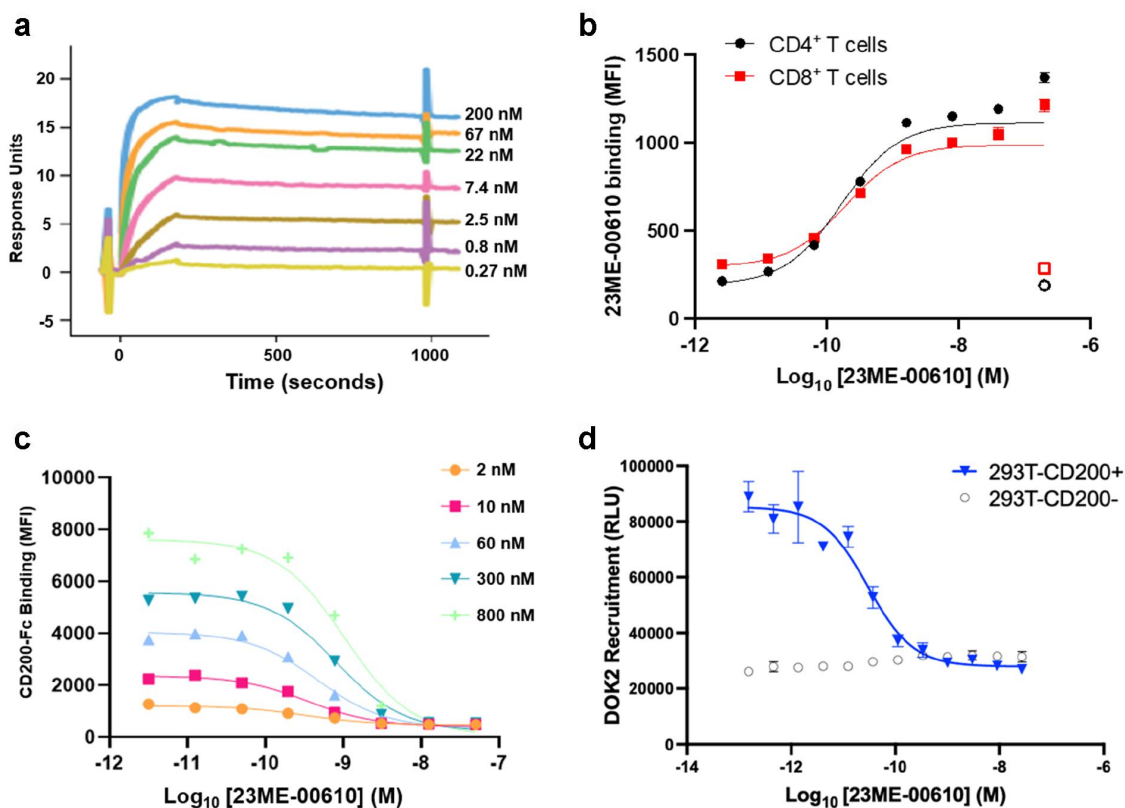 a
Response Units
20
15
10
5
0
-5
0
500
1000
Time (seconds)
200 nM
67 nM
22 nM
7.4 nM
2.5 nM
0.8 nM
0.27 nM
b
23ME-00610 binding (MFI)
1500
1000
500
0
-12
-10
-8
-6
Log10 [23ME-00610] (M)
CD4+ T cells
CD8+ T cells
c
CD200-Fc Binding (MFI)
10000
8000
6000
4000
2000
0
-12
-11
-10
-9
-8
-7
Log10 [23ME-00610] (M)
2 nM
10 nM
60 nM
300 nM
800 nM
d
DOK2 Recruitment (RLU)
100000
80000
60000
40000
20000
0
-14
-12
-10
-8
-6
Log10 [23ME-00610] (M)
293T-CD200+
293T-CD200-